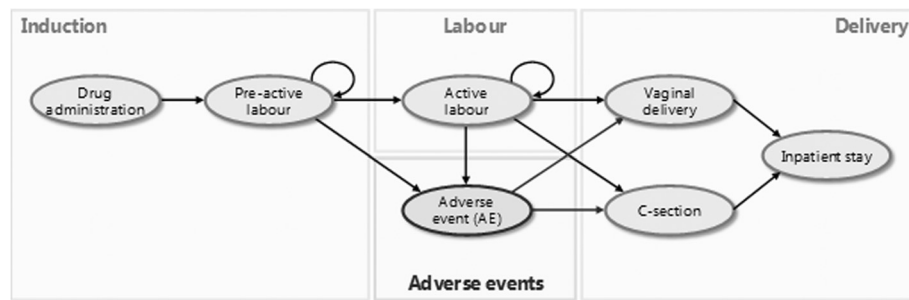 Induction
Labour
Delivery
Drug
administration
Pre-active
labour
Active
labour
Vaginal
delivery
Inpatient stay
Adverse
event (AE)
C-section
Adverse events